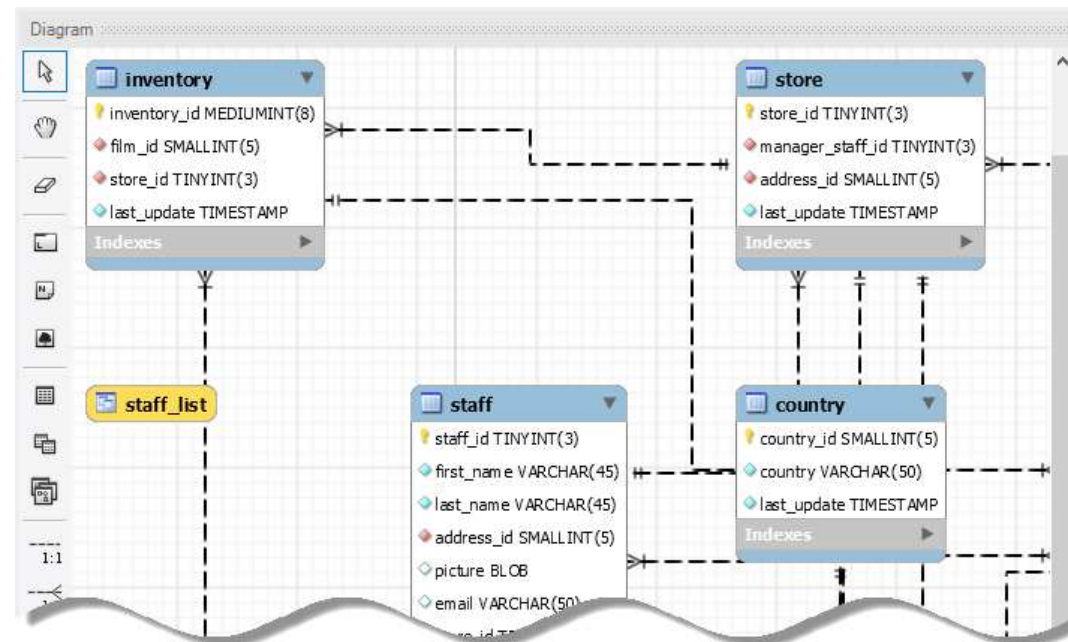 Diagram
inventory
inventory_id MEDIUMINT(8)
film_id SMALLINT(5)
store_id TINYINT(3)
last_update TIMESTAMP
Indexes
store
store_id TINYINT(3)
manager_staff_id TINYINT(3)
address_id SMALLINT(5)
last_update TIMESTAMP
Indexes
staff_list
staff
staff_id TINYINT(3)
first_name VARCHAR(45)
last_name VARCHAR(45)
address_id SMALLINT(5)
picture BLOB
email VARCHAR(50)
country
country_id SMALLINT(5)
country VARCHAR(50)
last_update TIMESTAMP
Indexes
1:1